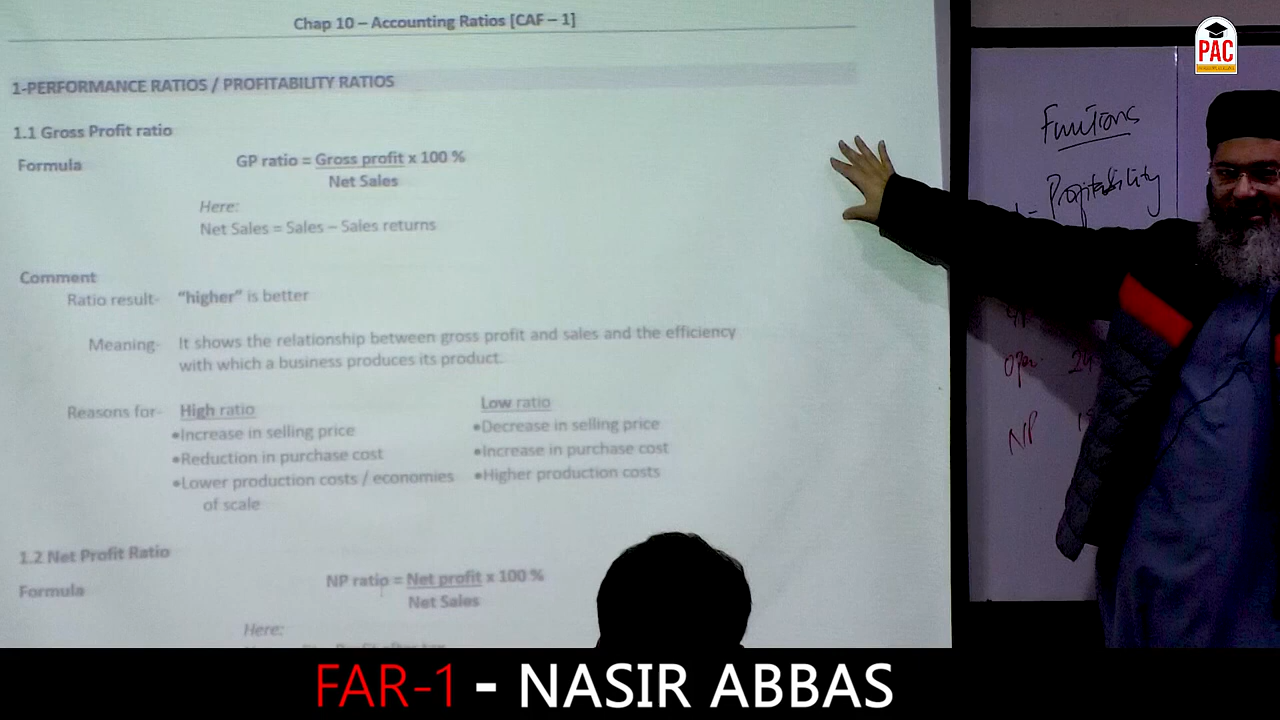 Chap 10 – Accounting Ratios [CAF – 1]
1-PERFORMANCE RATIOS / PROFITABILITY RATIOS
1.1 Gross Profit ratio
Formula
GP ratio = Gross profit x 100 %
Net Sales
Here:
Net Sales = Sales – Sales returns
Comment
Ratio result- “higher” is better
Meaning- It shows the relationship between gross profit and sales and the efficiency
with which a business produces its product.
Reasons for- High ratio Low ratio
•Increase in selling price •Decrease in selling price
•Reduction in purchase cost •Increase in purchase cost
•Lower production costs / economies •Higher production costs
of scale
1.2 Net Profit Ratio
Formula
NP ratio = Net profit x 100 %
Net Sales
Here:
PAC
Functions
1- Profitability
Oper. 24
NP
FAR-1 - NASIR ABBAS